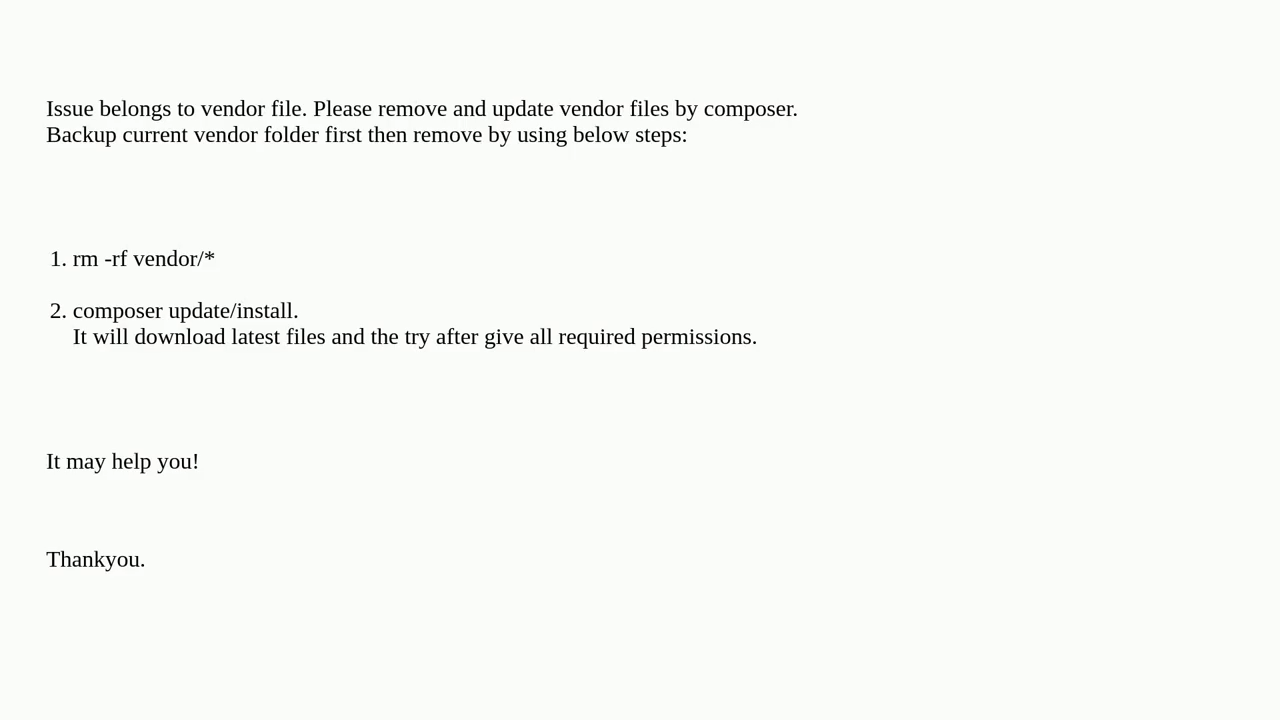 Issue belongs to vendor file. Please remove and update vendor files by composer.
Backup current vendor folder first then remove by using below steps:
1. rm -rf vendor/*
2. composer update/install.
It will download latest files and the try after give all required permissions.
It may help you!
Thankyou.